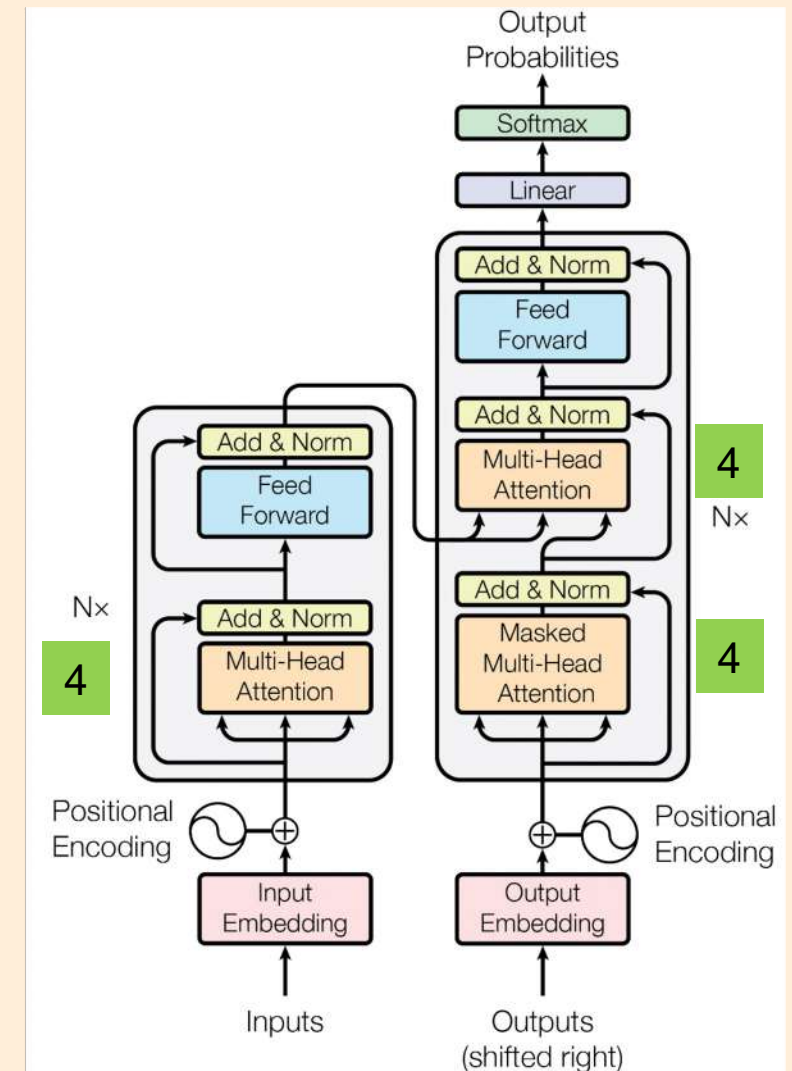 Output
Probabilities
Softmax
Linear
Add & Norm
Feed
Forward
Add & Norm
Multi-Head
Attention
4
N×
Add & Norm
Masked
Multi-Head
Attention
4
Add & Norm
Feed
Forward
N×
Add & Norm
Multi-Head
Attention
4
Positional
Encoding
Positional
Encoding
Input
Embedding
Output
Embedding
Inputs
Outputs
(shifted right)